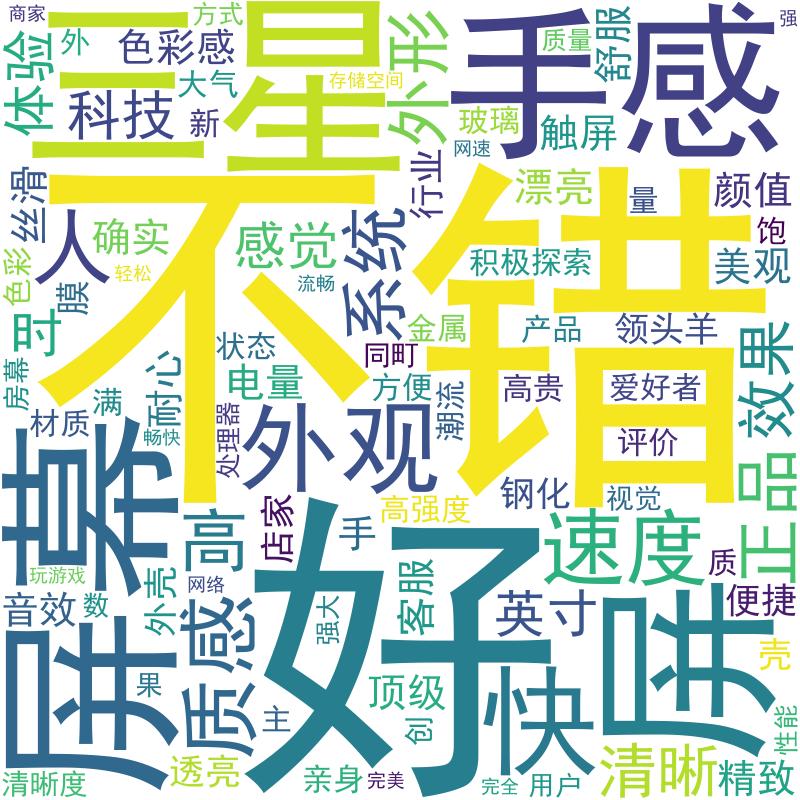 商家
方式
三星
手感
强
体验
外
色彩感
外形
质量
舒服
大气
存储空间
科技
新
玻璃
触屏
网速
丝滑
不错
行业
漂亮
量
颜值
人
确实
感觉
系统
饱
色彩
膜
轻松
流畅
积极探索
美观
时
状态
同町
金属
产品
领头羊
效果
房幕
耐心
电量
方便
潮流
高贵
爱好者
材质
满
畅快
处理器
外观
评价
屏幕
钢化
视觉
正品
高
店家
手
高强度
好
速度
质
玩游戏
外壳
网络
强大
客服
英寸
屏
便捷
音效
数
质感
壳
果
主
顶级
创
快
性能
清晰度
透亮
亲身
完美
完全
用户
清晰
精致